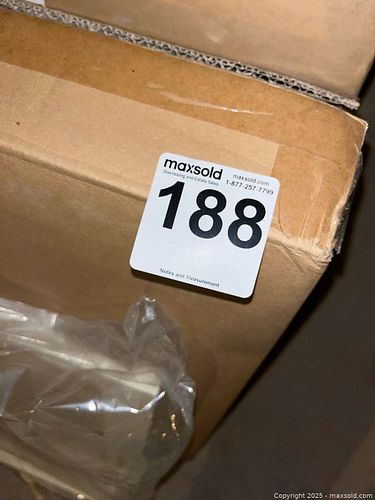 maxsold
Downsizing and Estate Sales
maxsold.com
1-877-257-7799
188
Notes and Measurement
Copyright 2025 - maxsold.com